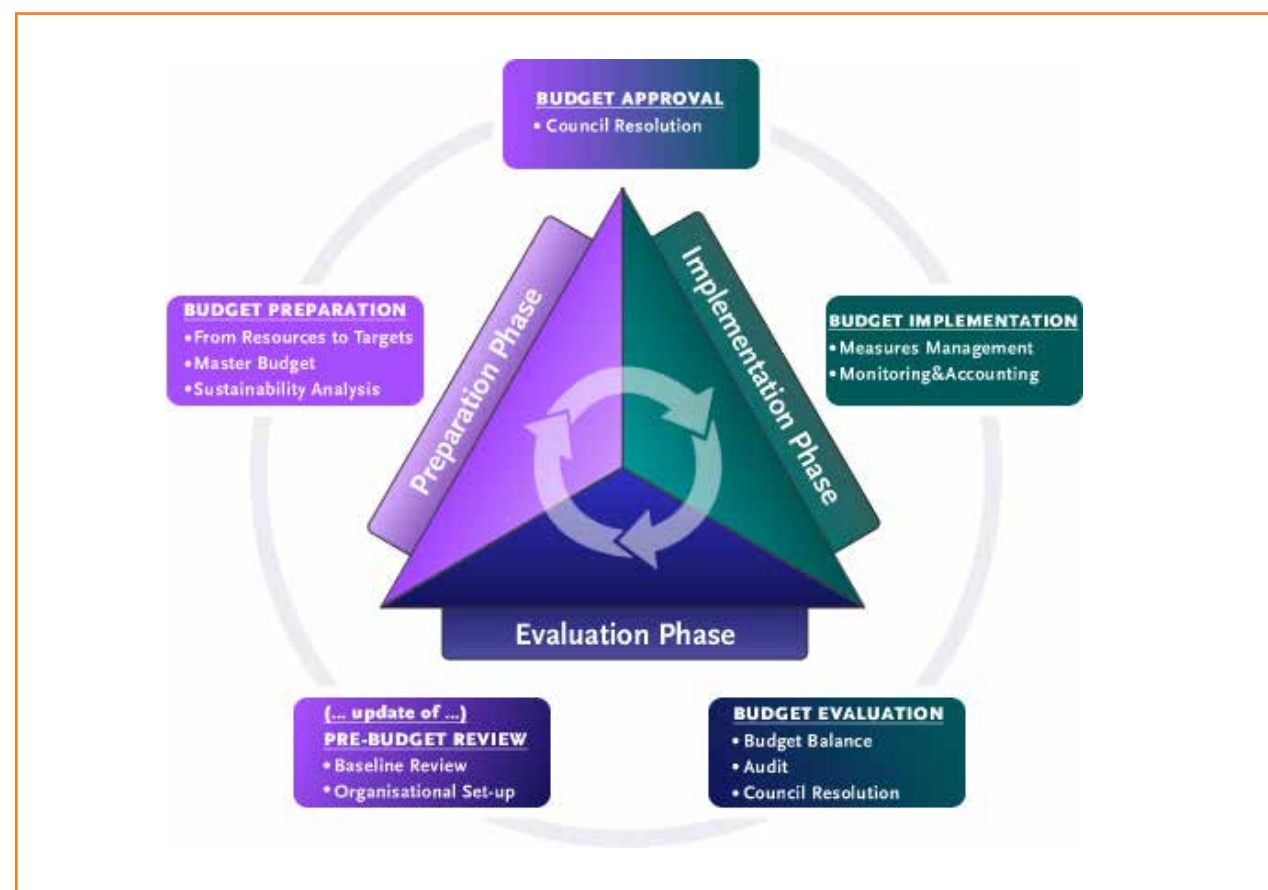 BUDGET APPROVAL
• Council Resolution
BUDGET PREPARATION
•From Resources to Targets
•Master Budget
•Sustainability Analysis
Preparation Phase
Implementation Phase
BUDGET IMPLEMENTATION
•Measures Management
•Monitoring&Accounting
Evaluation Phase
(... update of ...)
PRE-BUDGET REVIEW
• Baseline Review
• Organisational Set-up
BUDGET EVALUATION
• Budget Balance
• Audit
• Council Resolution